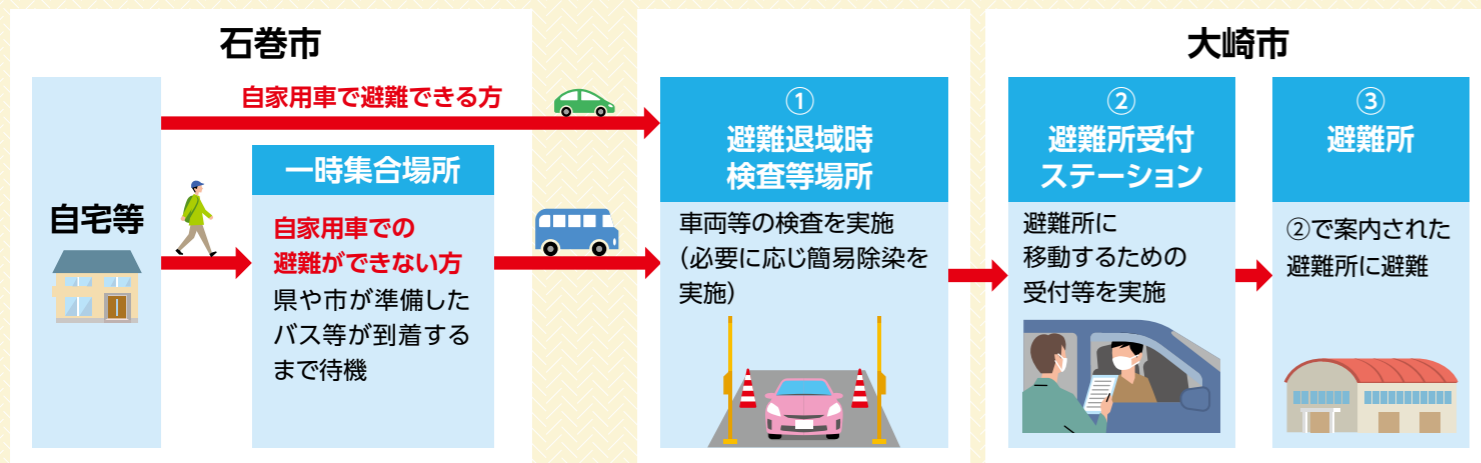 石巻市
自宅等
自家用車で避難できる方
一時集合場所
自家用車での
避難ができない方
県や市が準備した
バス等が到着する
まで待機
①
避難退域時
検査等場所
車両等の検査を実施
（必要に応じ簡易除染を
実施）
大崎市
②
避難所受付
ステーション
避難所に
移動するための
受付等を実施
③
避難所
②で案内された
避難所に避難